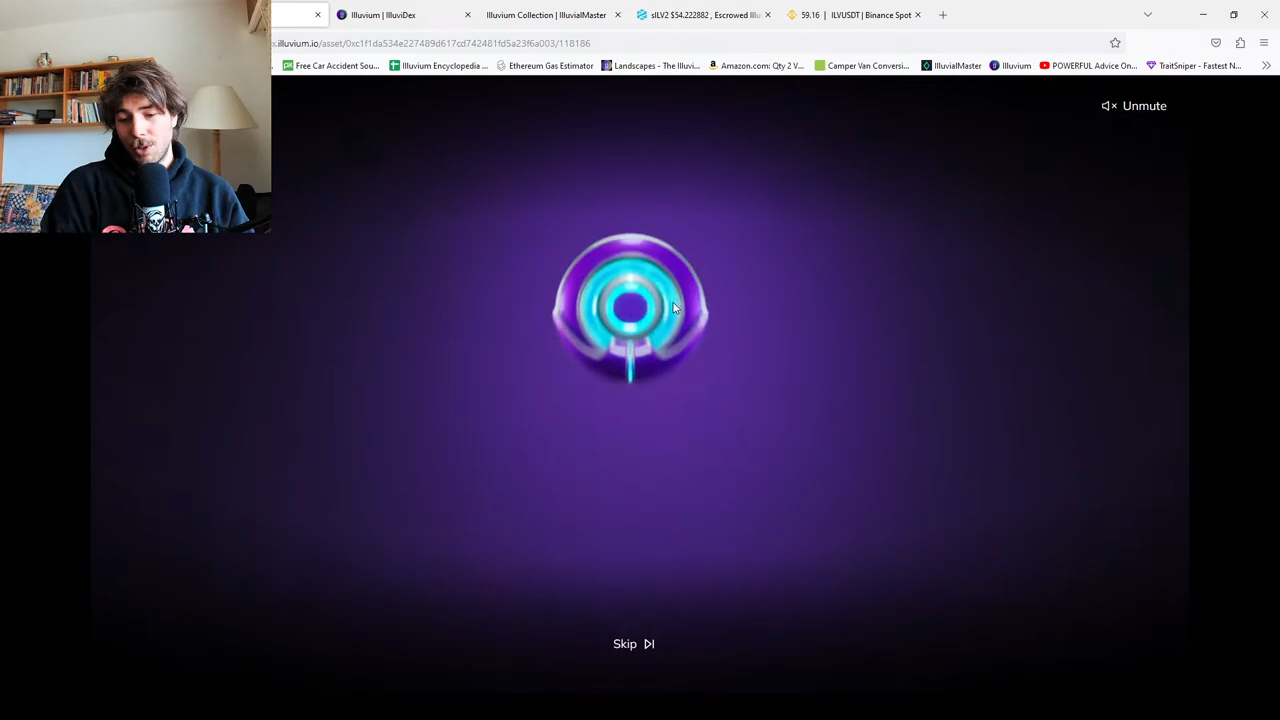 Illuvium | IlluviDex
Illuvium Collection | IlluvialMaster
sILV2 $54.222882 , Escrowed Illu
59.16 | ILVUSDT | Binance Spot
x.illuvium.io/asset/0xc1f1da534e227489d617cd742481fd5a23f6a003/118186
Free Car Accident Sou...
Illuvium Encyclopedia ...
Ethereum Gas Estimator
Landscapes - The Illuvi...
Amazon.com: Qty 2 V...
Camper Van Conversi...
IlluvialMaster
Illuvium
POWERFUL Advice On...
TraitSniper - Fastest N...
Unmute
Skip